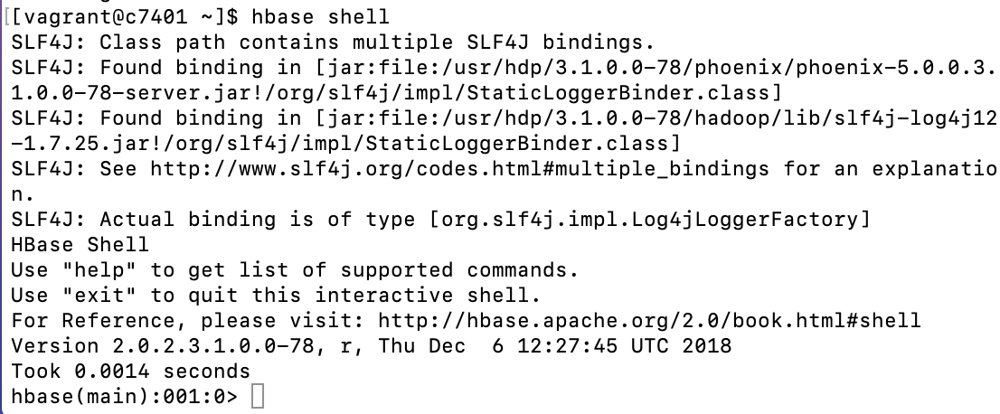 [[vagrant@c7401 ~]$ hbase shell
SLF4J: Class path contains multiple SLF4J bindings.
SLF4J: Found binding in [jar:file:/usr/hdp/3.1.0.0-78/phoenix/phoenix-5.0.0.3.
1.0.0-78-server.jar!/org/slf4j/impl/StaticLoggerBinder.class]
SLF4J: Found binding in [jar:file:/usr/hdp/3.1.0.0-78/hadoop/lib/slf4j-log4j12
-1.7.25.jar!/org/slf4j/impl/StaticLoggerBinder.class]
SLF4J: See http://www.slf4j.org/codes.html#multiple_bindings for an explanatio
n.
SLF4J: Actual binding is of type [org.slf4j.impl.Log4jLoggerFactory]
HBase Shell
Use "help" to get list of supported commands.
Use "exit" to quit this interactive shell.
For Reference, please visit: http://hbase.apache.org/2.0/book.html#shell
Version 2.0.2.3.1.0.0-78, r, Thu Dec  6 12:27:45 UTC 2018
Took 0.0014 seconds
hbase(main):001:0>